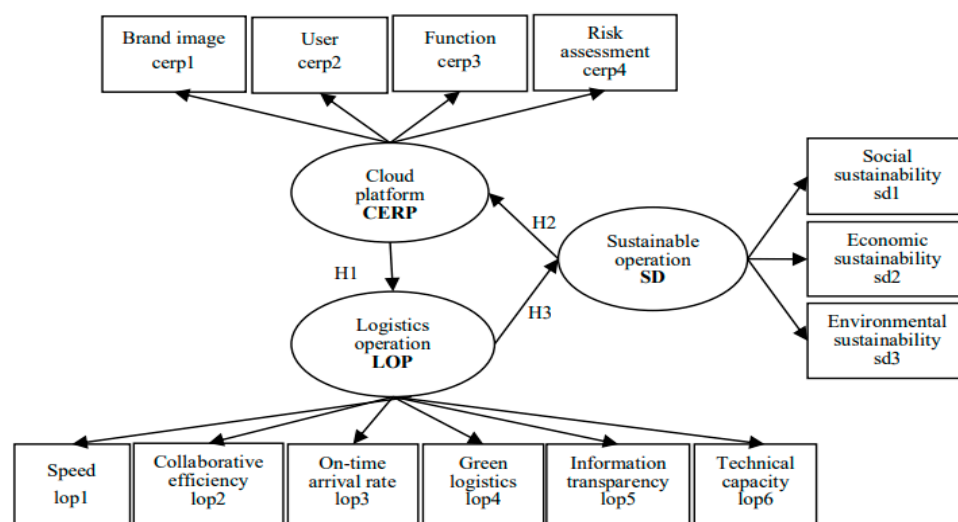 Brand image
cerp1
User
cerp2
Function
cerp3
Risk
assessment
cerp4
Cloud
platform
CERP
Social
sustainability
sd1
H2
Sustainable
operation
SD
Economic
sustainability
sd2
H1
H3
Logistics
operation
LOP
Environmental
sustainability
sd3
Speed
lop1
Collaborative
efficiency
lop2
On-time
arrival rate
lop3
Green
logistics
lop4
Information
transparency
lop5
Technical
capacity
lop6